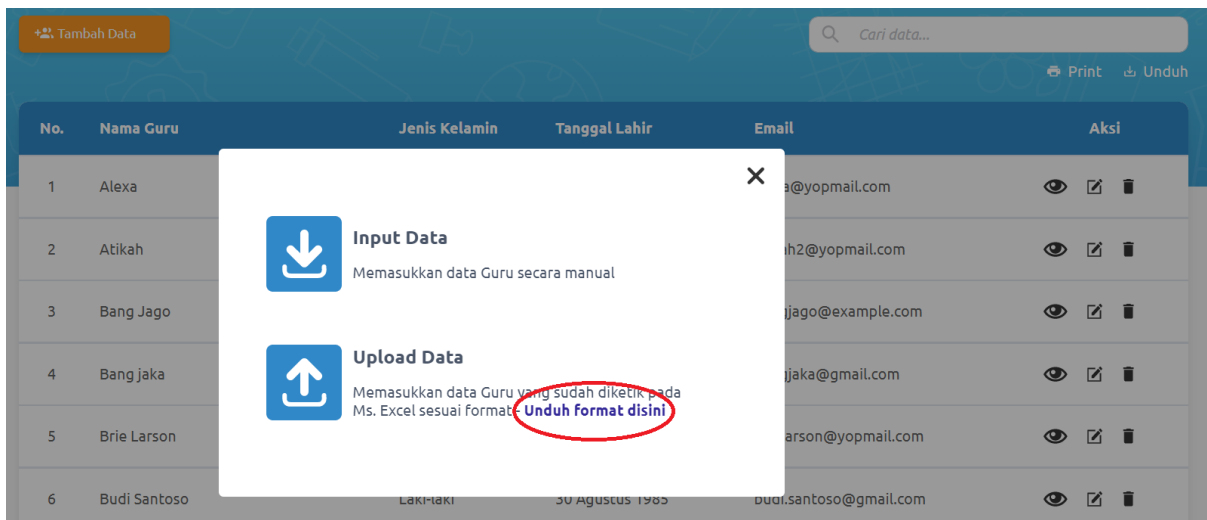 Tambah Data
Cari data...
Print Unduh
No. Nama Guru Jenis Kelamin Tanggal Lahir Email Aksi
1 Alexa a@yopmail.com
Input Data
2 Atikah ah2@yopmail.com
Memasukkan data Guru secara manual
3 Bang Jago gjago@example.com
Upload Data
4 Bang jaka gjaka@gmail.com
Memasukkan data Guru yang sudah diketik pada
Ms. Excel sesuai format - Unduh format disini
5 Brie Larson arson@yopmail.com
6 Budi Santoso Laki-laki 30 Agustus 1985 budi.santoso@gmail.com